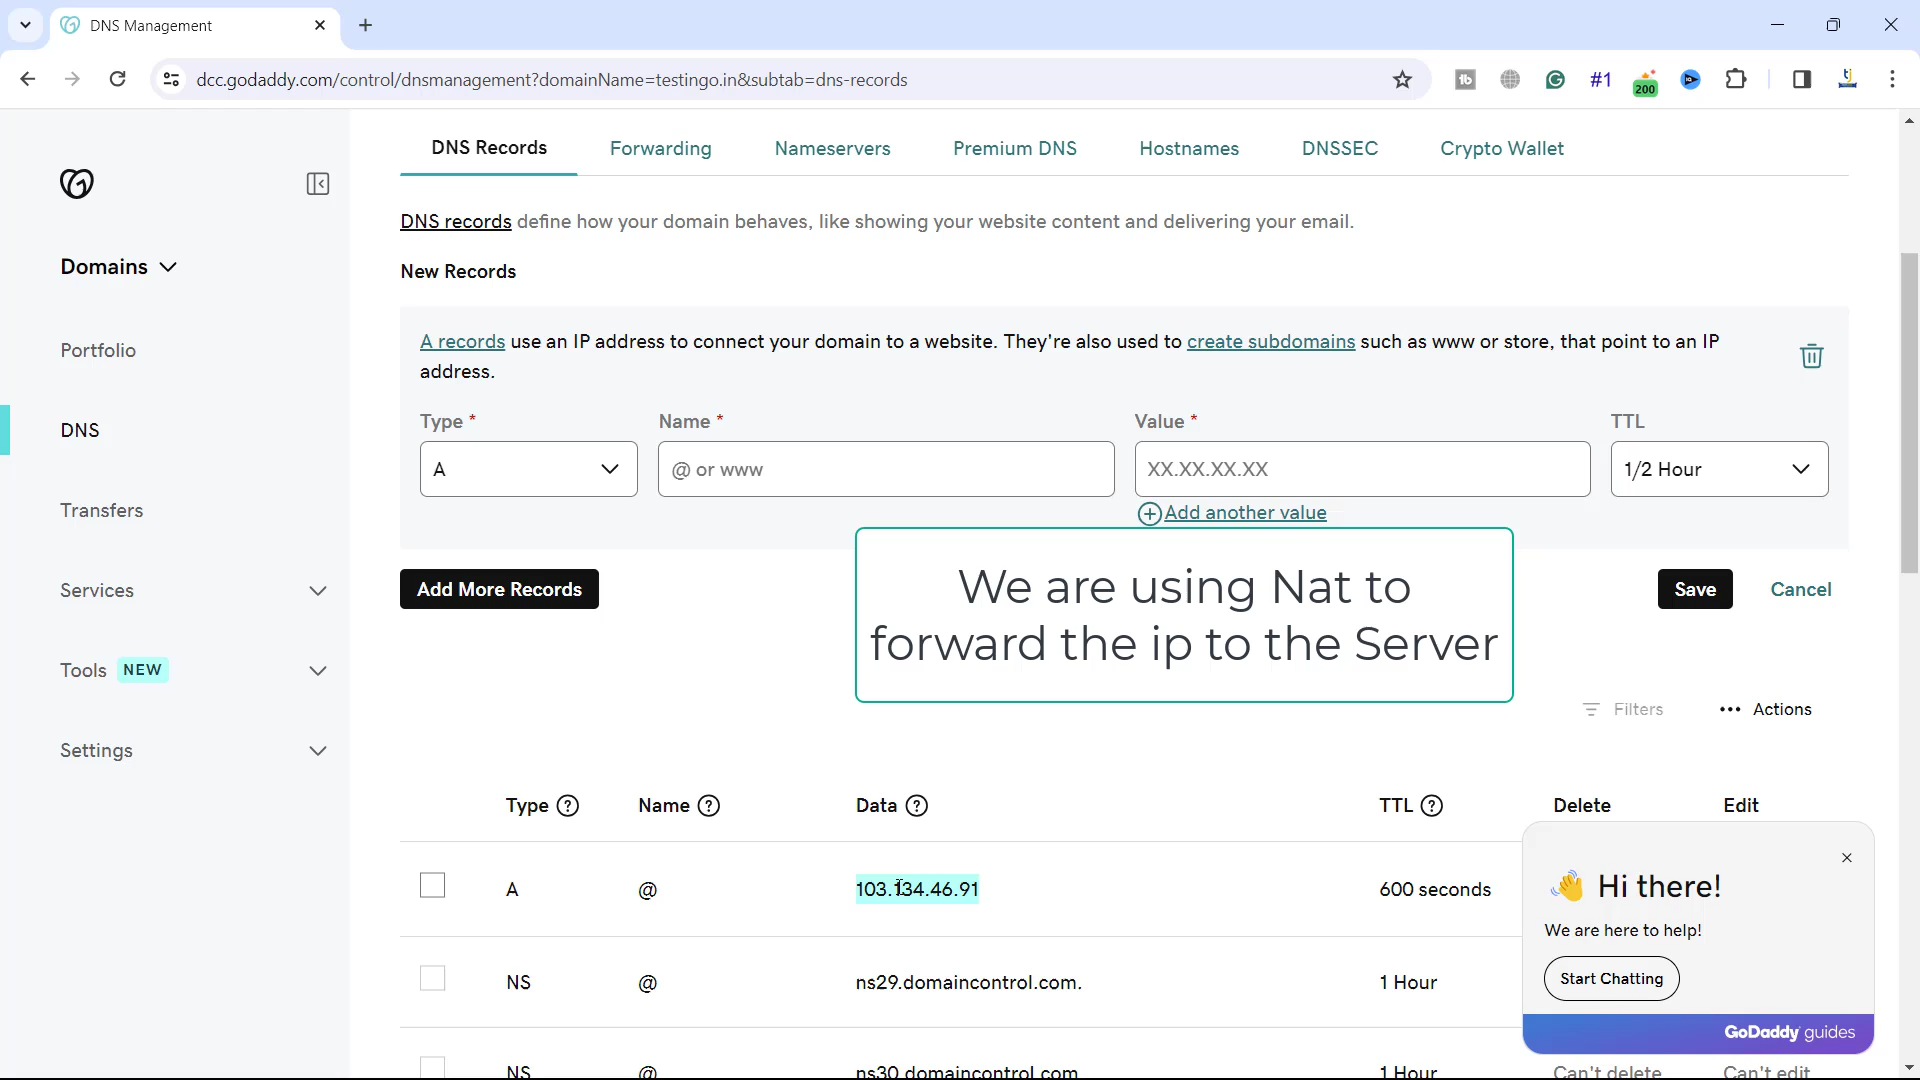 DNS Management
dcc.godaddy.com/control/dnsmanagement?domainName=testingo.in&subtab=dns-records
#1
200
DNS Records
Forwarding
Nameservers
Premium DNS
Hostnames
DNSSEC
Crypto Wallet
Domains
Portfolio
DNS
Transfers
Services
Tools NEW
Settings
DNS records define how your domain behaves, like showing your website content and delivering your email.
New Records
A records use an IP address to connect your domain to a website. They're also used to create subdomains such as www or store, that point to an IP
address.
Type *
Name *
Value *
TTL
A
@ or www
XX.XX.XX.XX
1/2 Hour
Add another value
We are using Nat to
forward the ip to the Server
Add More Records
Save
Cancel
Filters
Actions
Type
Name
Data
TTL
Delete
Edit
A
@
103.134.46.91
600 seconds
NS
@
ns29.domaincontrol.com.
1 Hour
NS
@
ns30.domaincontrol.com.
1 Hour
Can't delete
Can't edit
Hi there!
We are here to help!
Start Chatting
GoDaddy guides